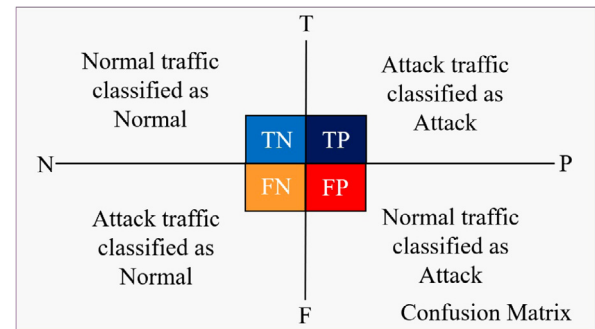 T
Normal traffic
classified as
Normal
Attack traffic
classified as
Attack
TN TP
N P
FN FP
Attack traffic
classified as
Normal
Normal traffic
classified as
Attack
F
Confusion Matrix